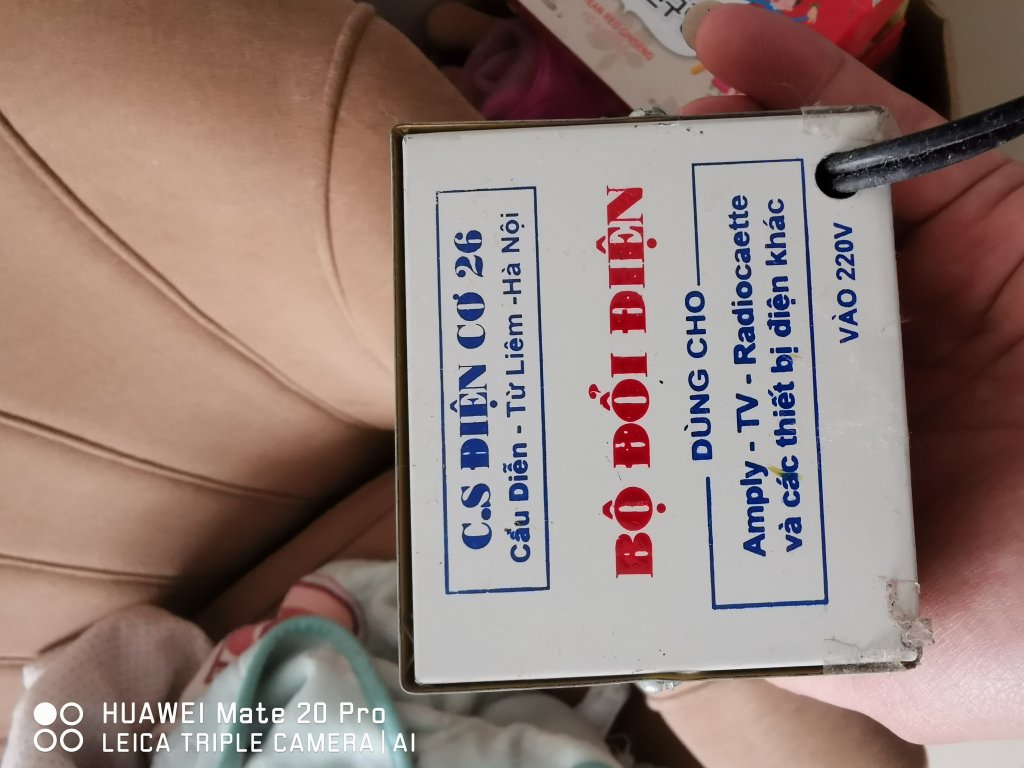 C.S ĐIỆN CƠ 26
Cẩu Diễn - Từ Liêm -Hà Nội
BỘ ĐỔI ĐIỆN
DÙNG CHO
Amply - TV - Radiocaette
và các thiết bị điện khác
VÀO 220V
HUAWEI Mate 20 Pro
LEICA TRIPLE CAMERA | AI